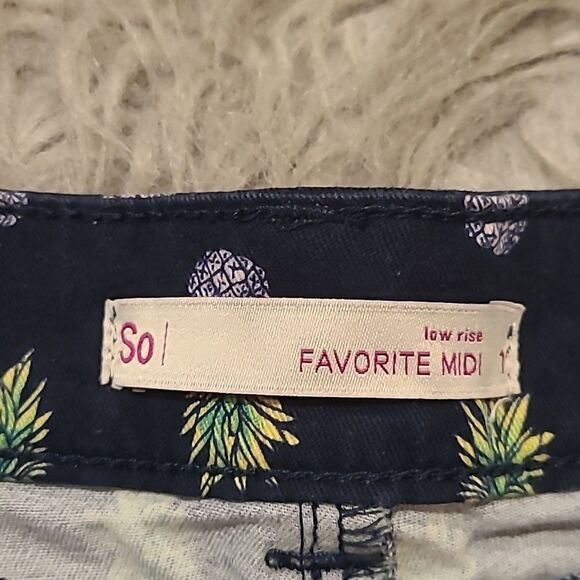 So |
low rise
FAVORITE MIDI